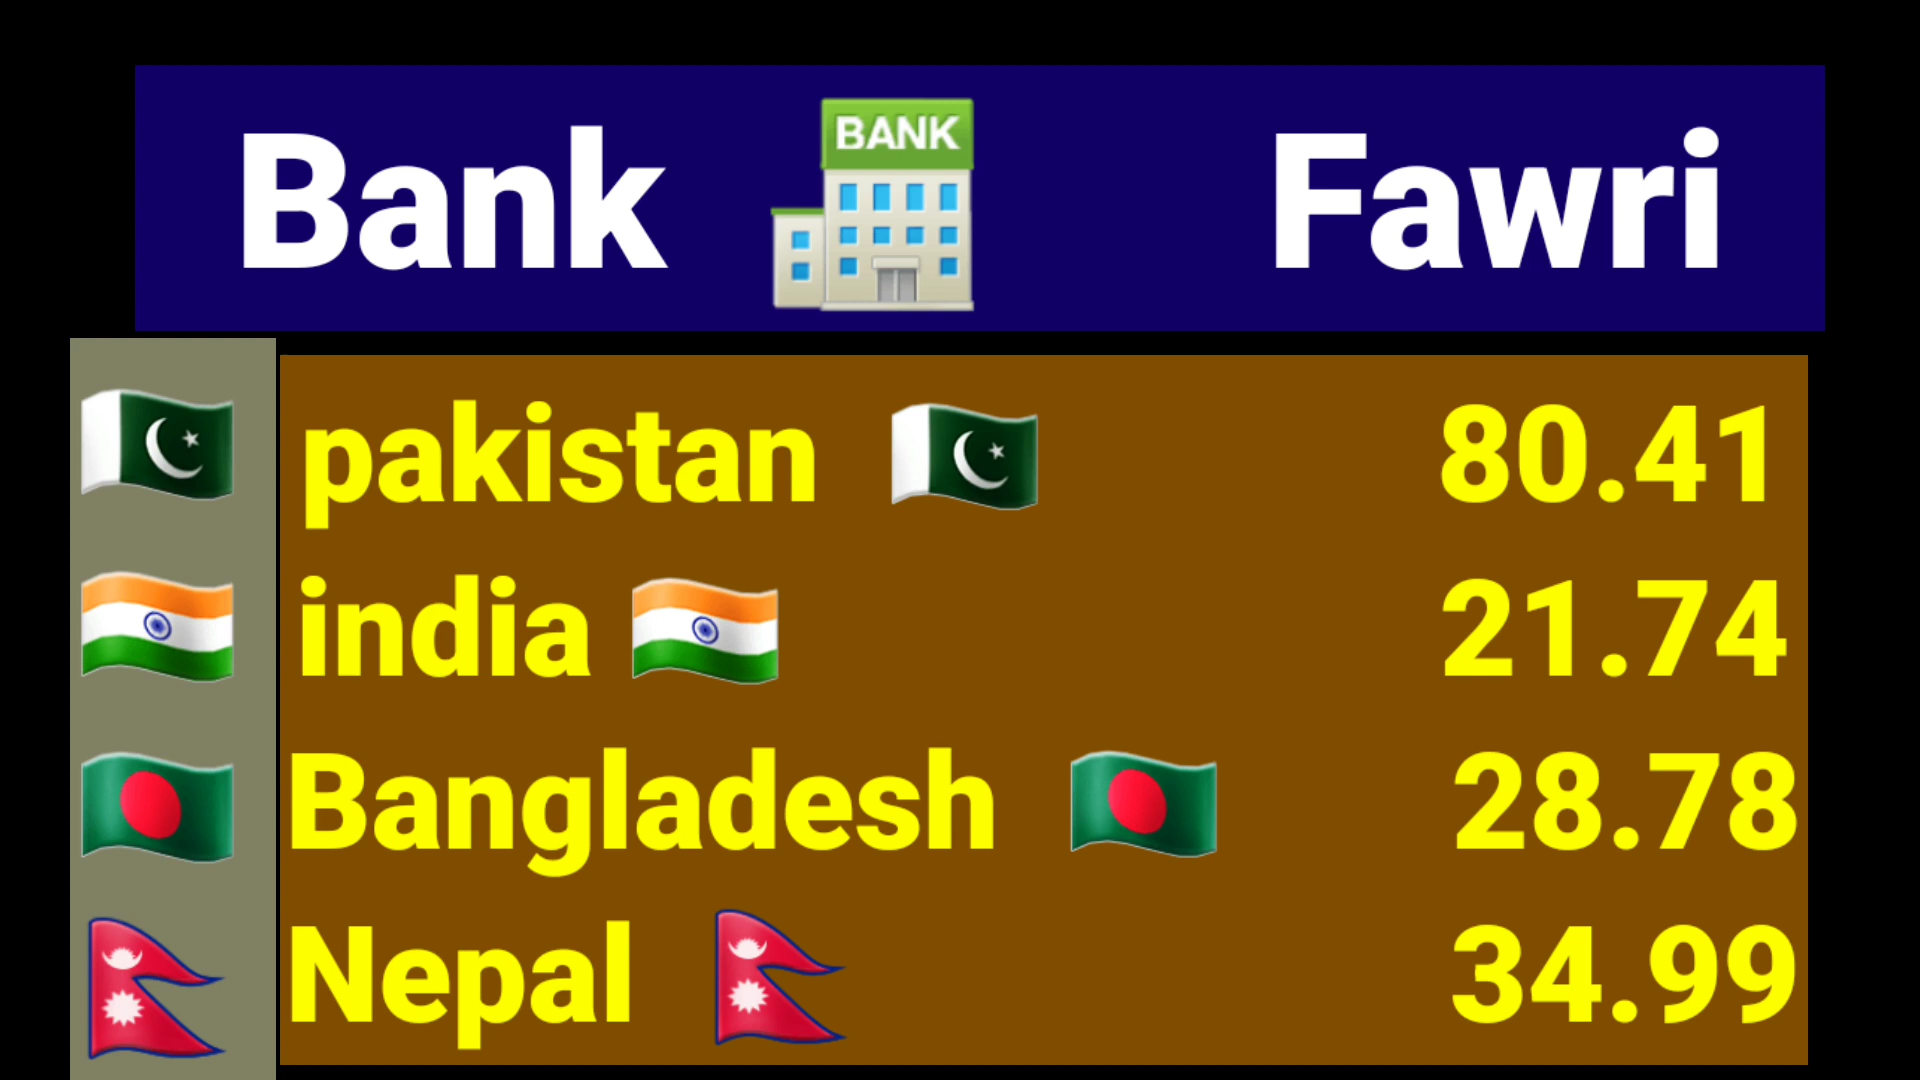 Bank BANK Fawri
pakistan 80.41
india 21.74
Bangladesh 28.78
Nepal 34.99